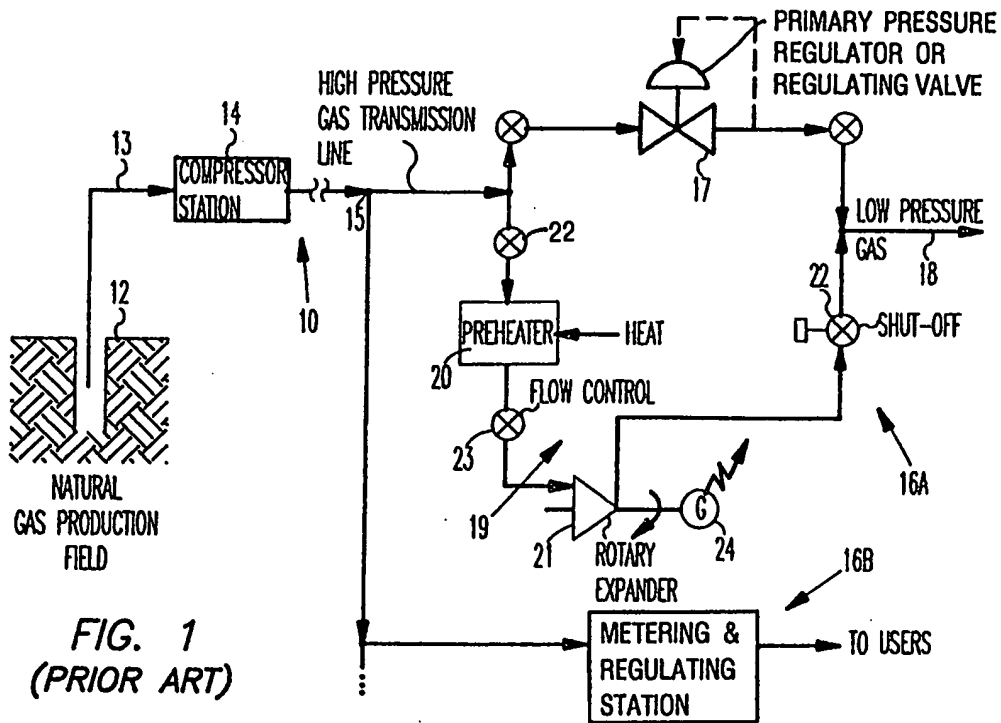 PRIMARY PRESSURE
REGULATOR OR
REGULATING VALVE
HIGH PRESSURE
GAS TRANSMISSION
LINE
14
13
COMPRESSOR
STATION
15
17
10
12
22
LOW PRESSURE
GAS
18
22
SHUT-OFF
PREHEATER
20
HEAT
FLOW CONTROL
23
16A
NATURAL
GAS PRODUCTION
FIELD
19
21
ROTARY
EXPANDER
G
24
16B
FIG. 1
(PRIOR ART)
METERING &
REGULATING
STATION
TO USERS